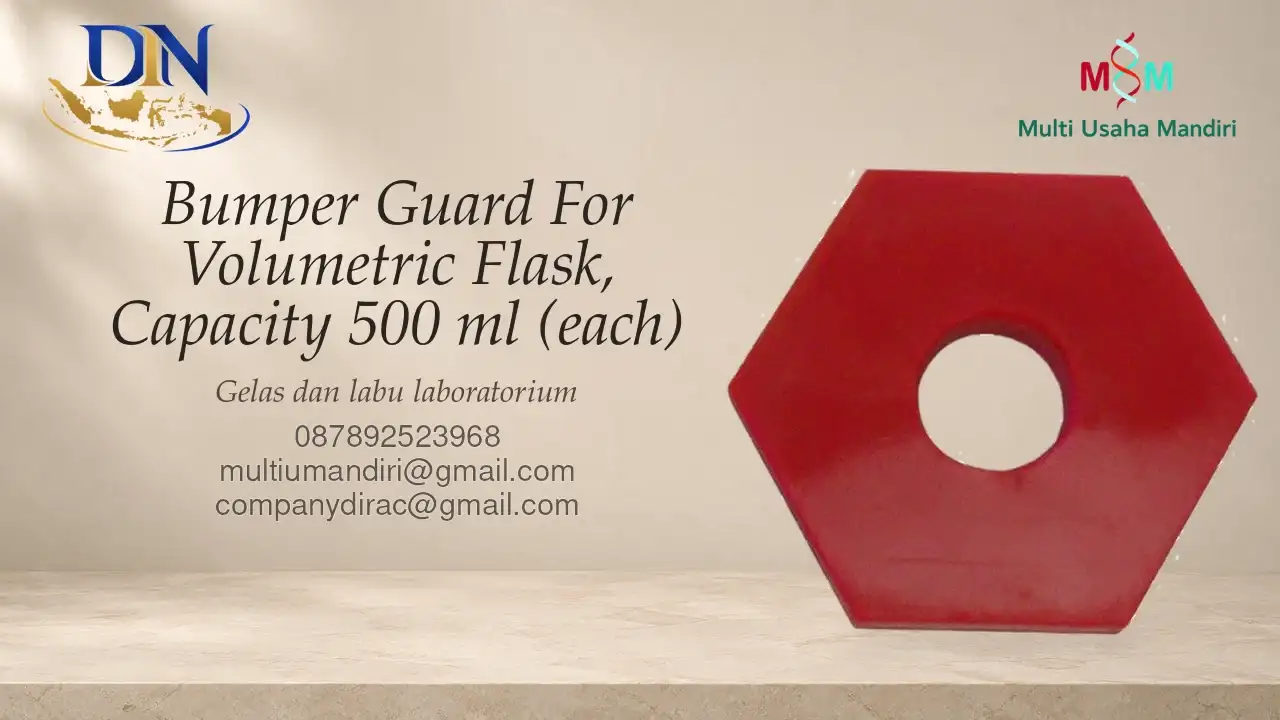 DN
M M
Multi Usaha Mandiri
Bumper Guard For
Volumetric Flask,
Capacity 500 ml (each)
Gelas dan labu laboratorium
087892523968
multiumandiri@gmail.com
companydirac@gmail.com